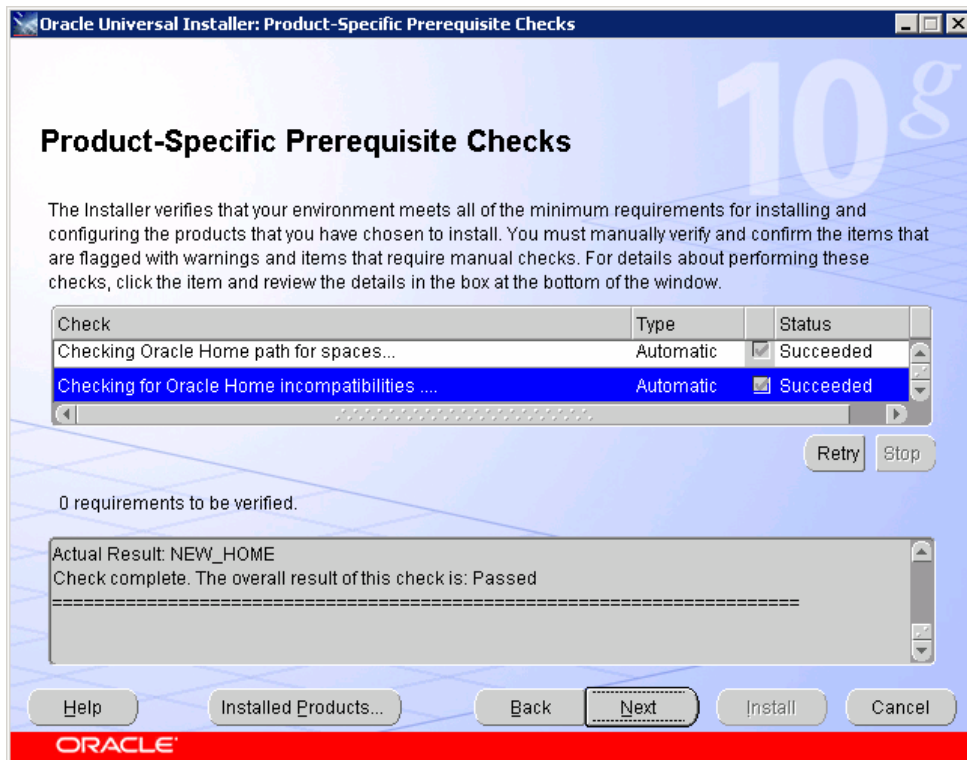 Oracle Universal Installer: Product-Specific Prerequisite Checks
10g
Product-Specific Prerequisite Checks
The Installer verifies that your environment meets all of the minimum requirements for installing and
configuring the products that you have chosen to install. You must manually verify and confirm the items that
are flagged with warnings and items that require manual checks. For details about performing these
checks, click the item and review the details in the box at the bottom of the window.
Check Type Status
Checking Oracle Home path for spaces... Automatic Succeeded
Checking for Oracle Home incompatibilities .... Automatic Succeeded
Retry Stop
0 requirements to be verified.
Actual Result: NEW_HOME
Check complete. The overall result of this check is: Passed
========================================================================
Help Installed Products... Back Next Install Cancel
ORACLE